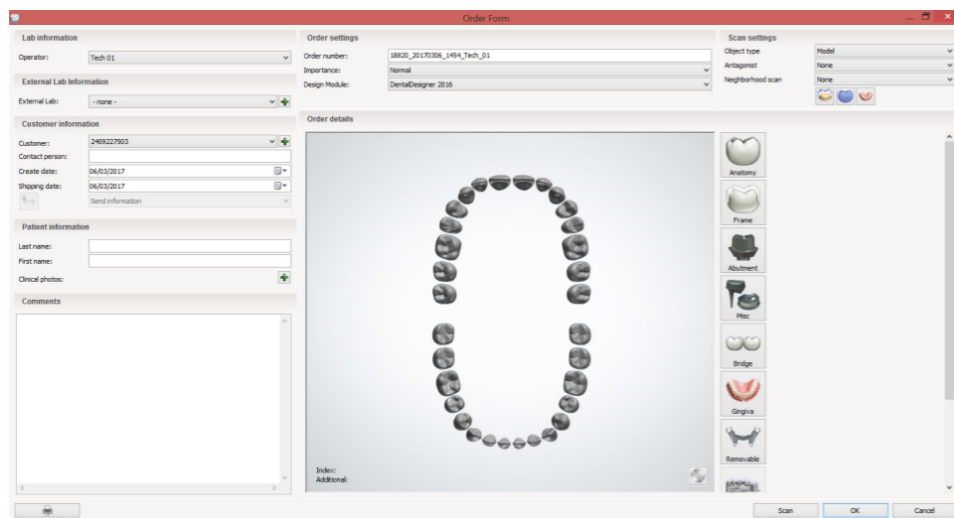 Order Form
Lab information
Operator:
Tech 01
External Lab Information
External Lab:
- none -
Customer information
Customer:
2409227503
Contact person:
Create date:
06/03/2017
Shipping date:
06/03/2017
Send information
Patient information
Last name:
First name:
Clinical photos:
Comments
Order settings
Order number:
18820_20170306_1454_Tech_01
Importance:
Normal
Design Module:
DentalDesigner 2016
Scan settings
Object type
Model
Antagonist
None
Neighborhood scan
None
Order details
Index:
Additional:
Anatomy
Frame
Abutment
Misc
Bridge
Gingiva
Removable
Scan
OK
Cancel